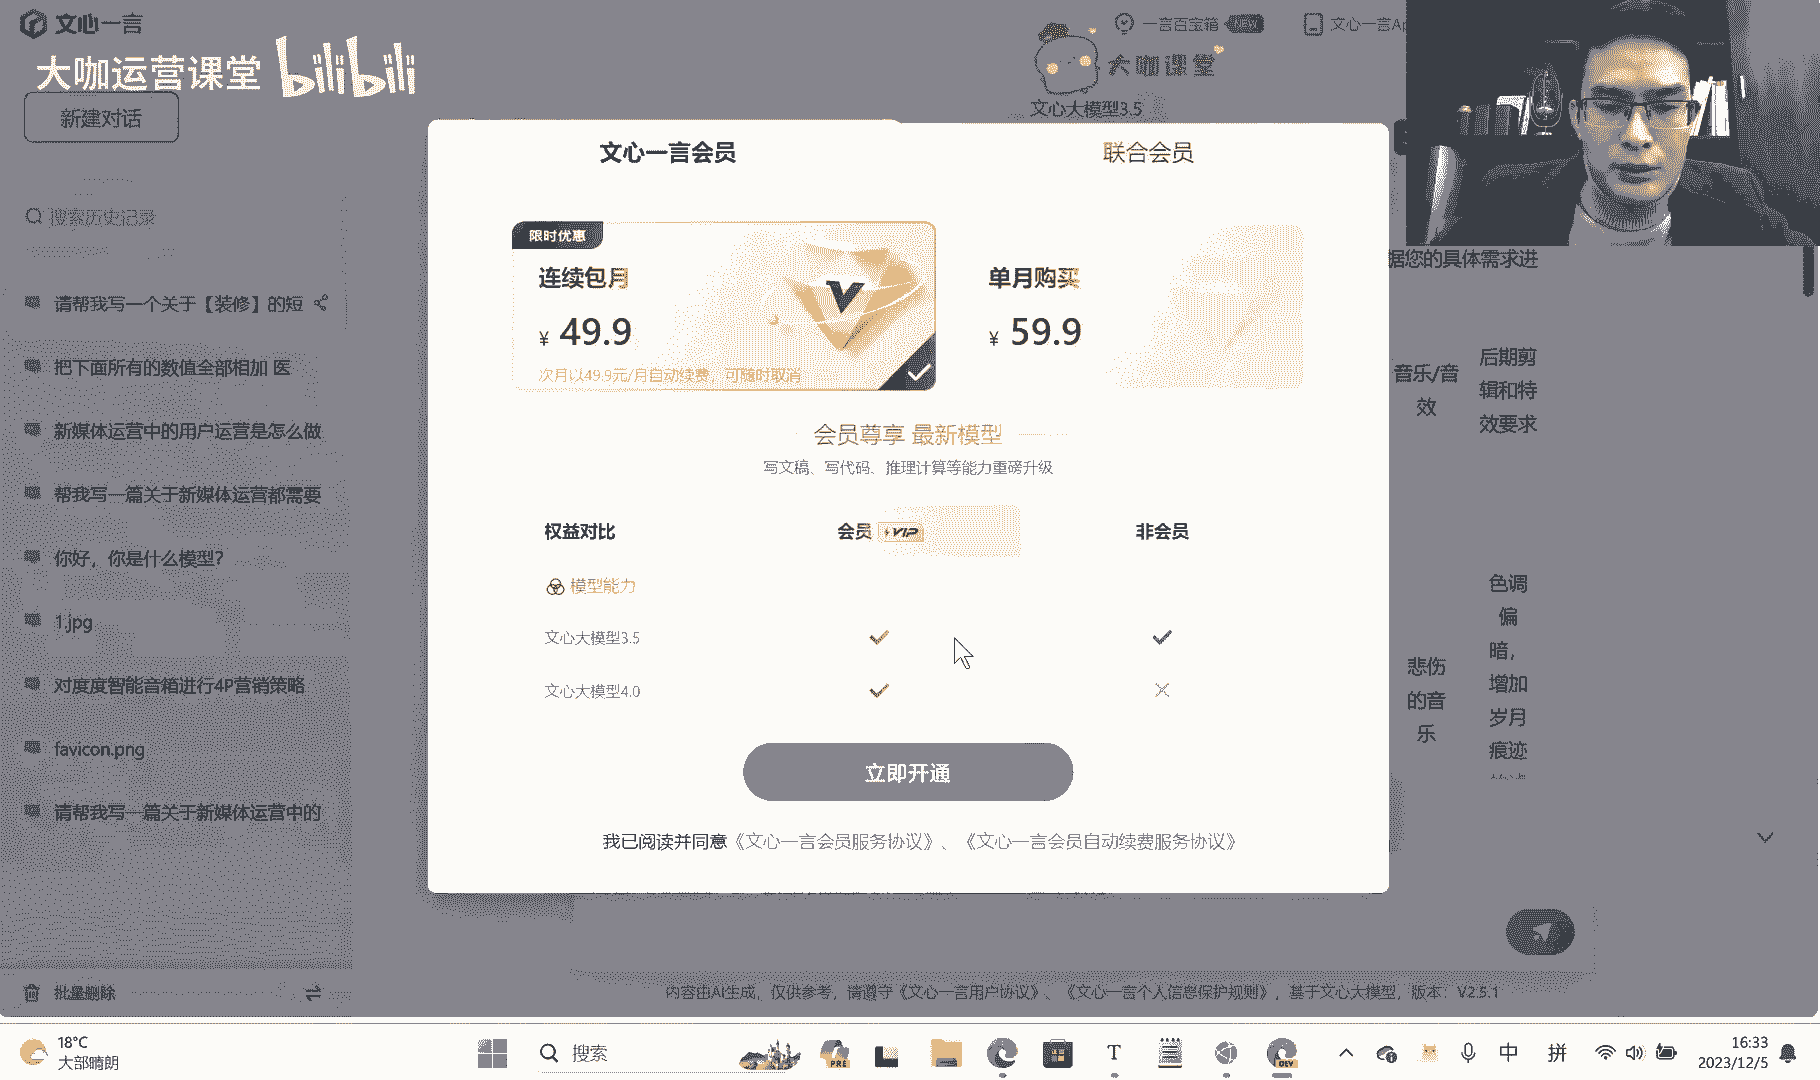 文心一言
一言百宝箱 NEW
文心一言Ap
大咖运营课堂 bilibili
大咖课堂
新建对话
文心大模型3.5
搜索历史记录
请帮我写一个关于【装修】的短
把下面所有的数值全部相加 医
新媒体运营中的用户运营是怎么做
帮我写一篇关于新媒体运营都需要
你好，你是什么模型?
1.jpg
对度度智能音箱进行4P营销策略
favicon.png
请帮我写一篇关于新媒体运营中的
批量删除
文心一言会员
联合会员
限时优惠
连续包月
¥ 49.9
次月以49.9元/月自动续费，可随时取消
单月购买
¥ 59.9
会员尊享 最新模型
写文稿、写代码、推理计算等能力重磅升级
权益对比
会员 VIP
非会员
模型能力
文心大模型3.5
文心大模型4.0
立即开通
我已阅读并同意《文心一言会员服务协议》、《文心一言会员自动续费服务协议》
据您的具体需求进
音乐/音
效
后期剪
辑和特
效要求
悲伤
的音
乐
色调
偏
暗，
增加
岁月
痕迹
内容由AI生成，仅供参考，请遵守《文心一言用户协议》、《文心一言个人信息保护规则》，基于文心大模型，版本：V2.5.1
18°C
大部晴朗
搜索
PRE
T
DEV
中
拼
16:33
2023/12/5